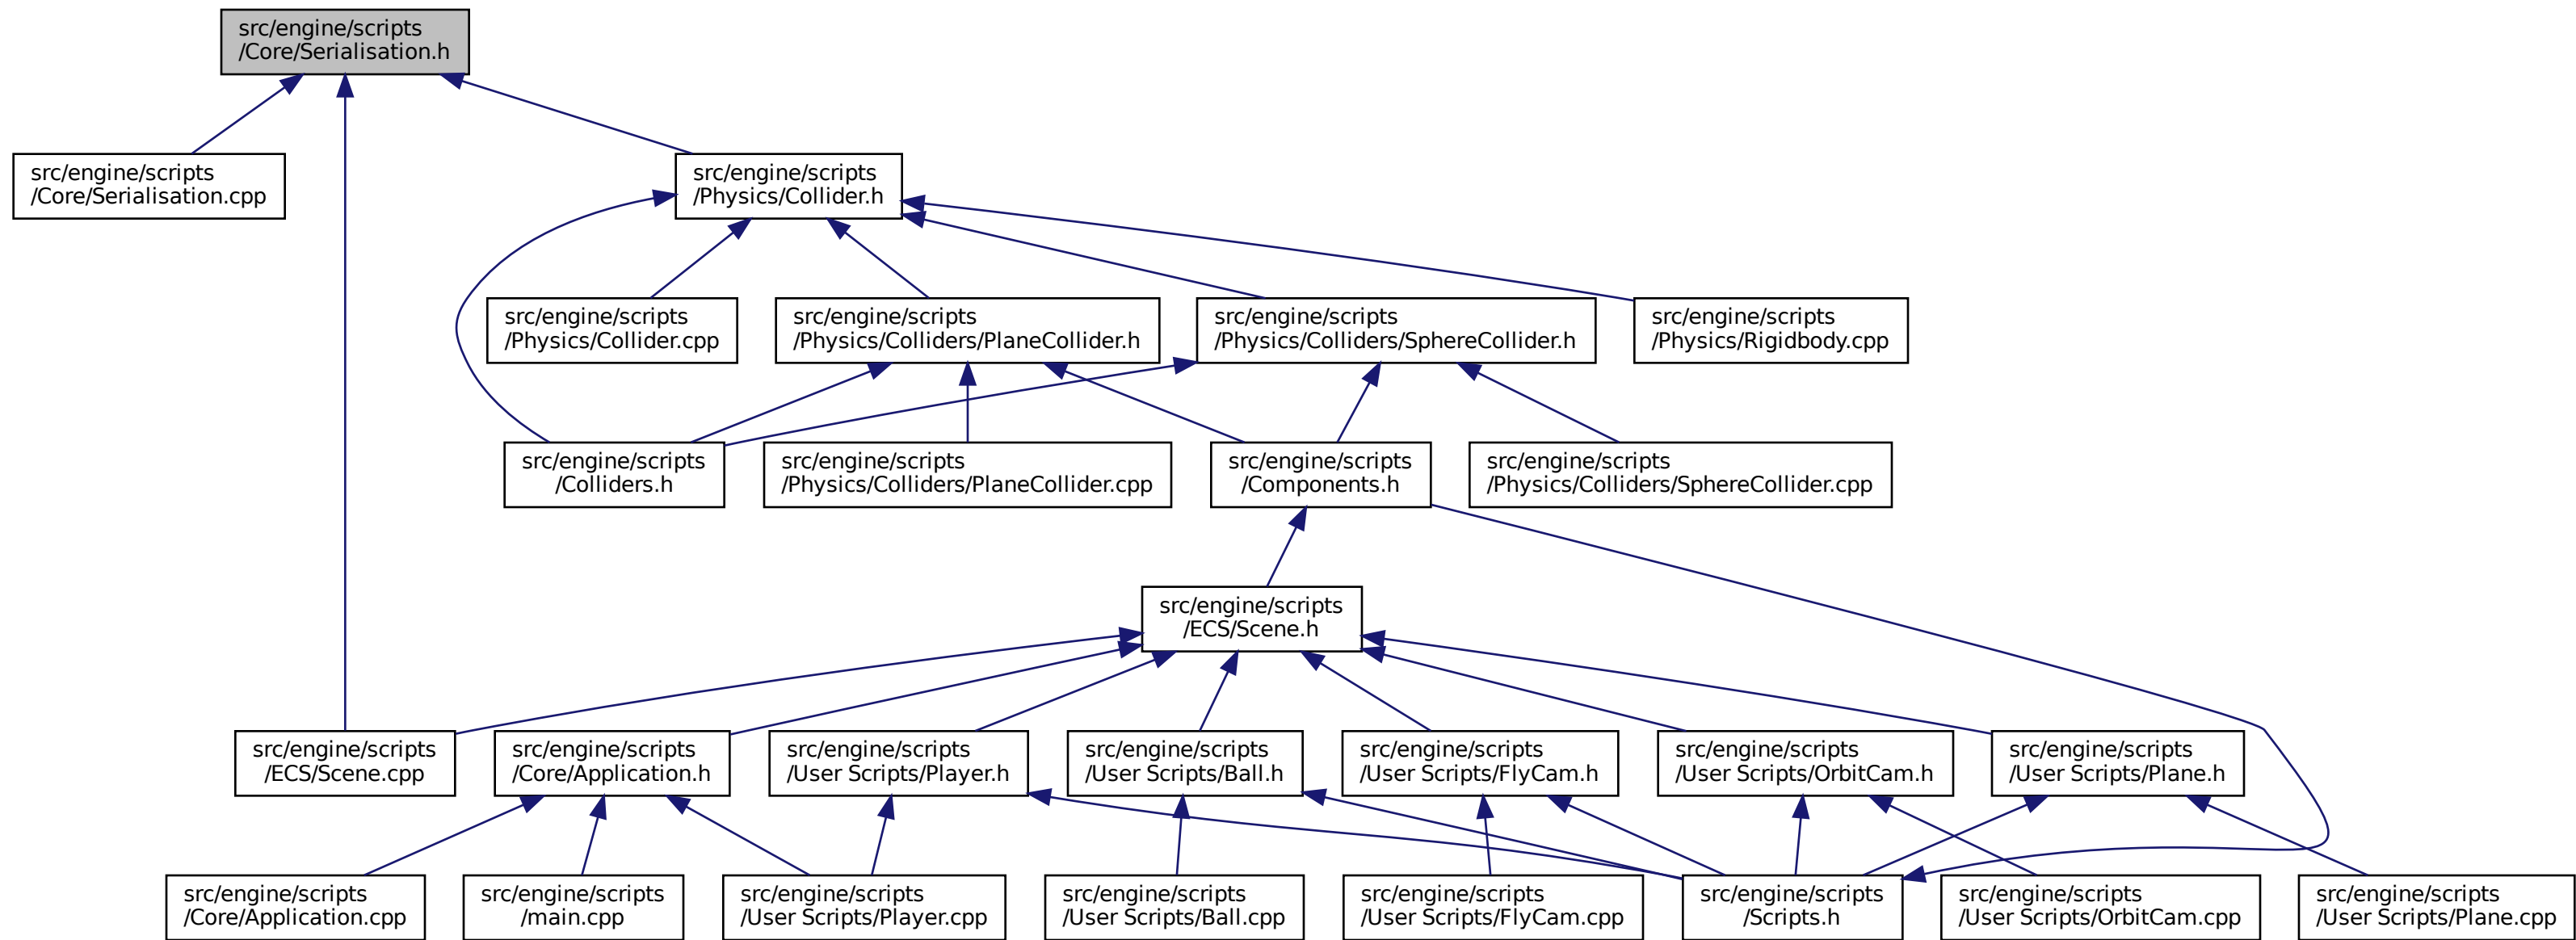 src/engine/scripts
/Core/Serialisation.h
src/engine/scripts
/Core/Serialisation.cpp
src/engine/scripts
/Physics/Collider.h
src/engine/scripts
/Physics/Collider.cpp
src/engine/scripts
/Physics/Colliders/PlaneCollider.h
src/engine/scripts
/Physics/Colliders/SphereCollider.h
src/engine/scripts
/Physics/Rigidbody.cpp
src/engine/scripts
/Colliders.h
src/engine/scripts
/Physics/Colliders/PlaneCollider.cpp
src/engine/scripts
/Components.h
src/engine/scripts
/Physics/Colliders/SphereCollider.cpp
src/engine/scripts
/ECS/Scene.h
src/engine/scripts
/ECS/Scene.cpp
src/engine/scripts
/Core/Application.h
src/engine/scripts
/User Scripts/Player.h
src/engine/scripts
/User Scripts/Ball.h
src/engine/scripts
/User Scripts/FlyCam.h
src/engine/scripts
/User Scripts/OrbitCam.h
src/engine/scripts
/User Scripts/Plane.h
src/engine/scripts
/Core/Application.cpp
src/engine/scripts
/main.cpp
src/engine/scripts
/User Scripts/Player.cpp
src/engine/scripts
/User Scripts/Ball.cpp
src/engine/scripts
/User Scripts/FlyCam.cpp
src/engine/scripts
/Scripts.h
src/engine/scripts
/User Scripts/OrbitCam.cpp
src/engine/scripts
/User Scripts/Plane.cpp